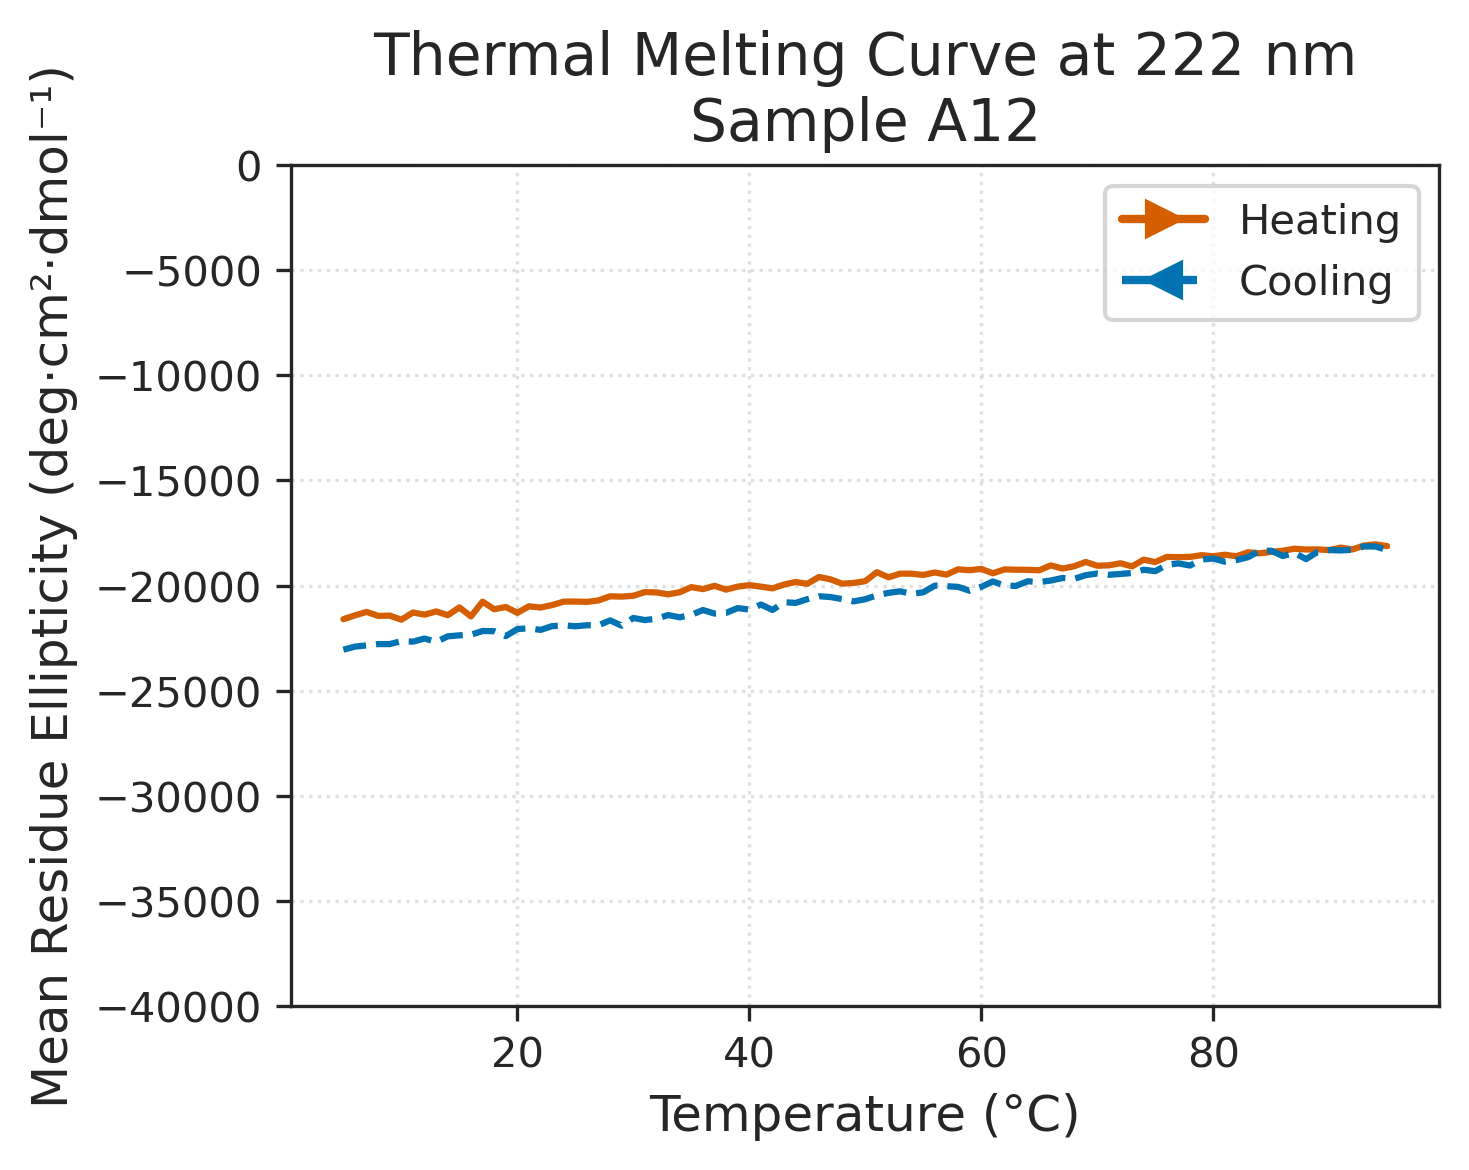 Thermal Melting Curve at 222 nm
Sample A12
Mean Residue Ellipticity (deg·cm²·dmol⁻¹)
0
−5000
−10000
−15000
−20000
−25000
−30000
−35000
−40000
Heating
Cooling
20
40
60
80
Temperature (°C)